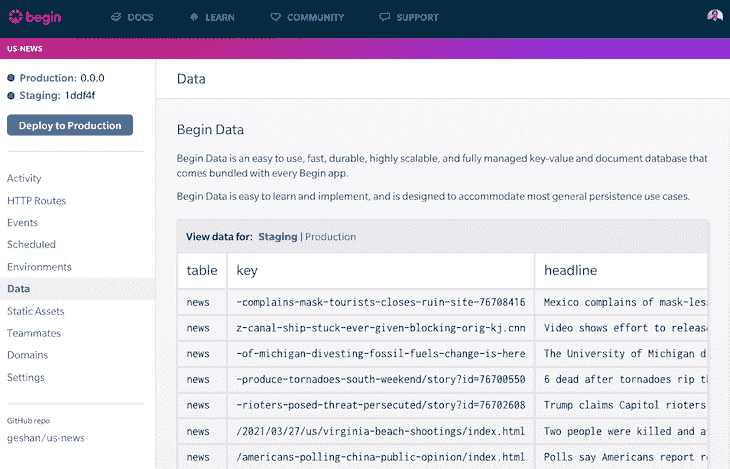 begin DOCS LEARN COMMUNITY SUPPORT
US-NEWS
Production: 0.0.0
Staging: 1ddf4f
Deploy to Production
Activity
HTTP Routes
Events
Scheduled
Environments
Data
Static Assets
Teammates
Domains
Settings
GitHub repo
geshan/us-news
Data
Begin Data
Begin Data is an easy to use, fast, durable, highly scalable, and fully managed key-value and document database that
comes bundled with every Begin app.
Begin Data is easy to learn and implement, and is designed to accommodate most general persistence use cases.
View data for: Staging | Production
table key headline
news -complains-mask-tourists-closes-ruin-site-76708416 Mexico complains of mask-les
news z-canal-ship-stuck-ever-given-blocking-orig-kj.cnn Video shows effort to releas
news -of-michigan-divesting-fossil-fuels-change-is-here The University of Michigan d
news -produce-tornadoes-south-weekend/story?id=76700550 6 dead after tornadoes rip th
news -rioters-posed-threat-persecuted/story?id=76702608 Trump claims Capitol rioters
news /2021/03/27/us/virginia-beach-shootings/index.html Two people were killed and a
news /americans-polling-china-public-opinion/index.html Polls say Americans report r